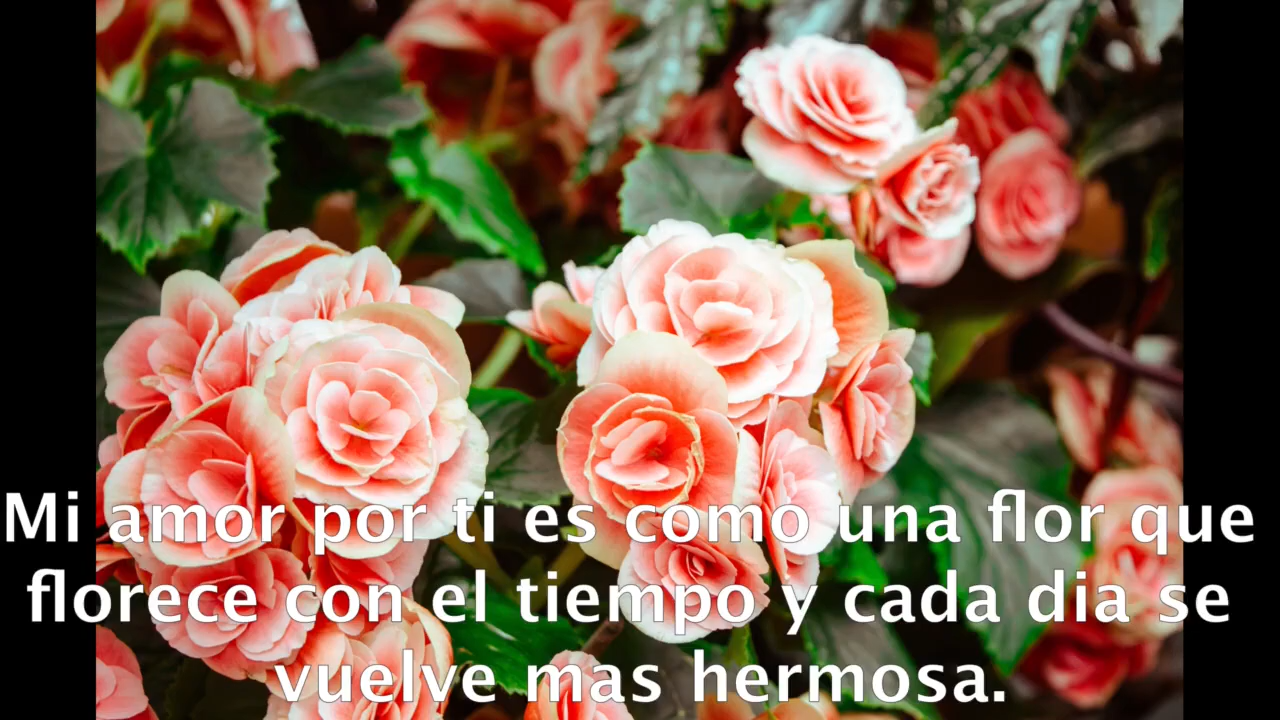 Mi amor por ti es como una flor que
florece con el tiempo y cada dia se
vuelve mas hermosa.